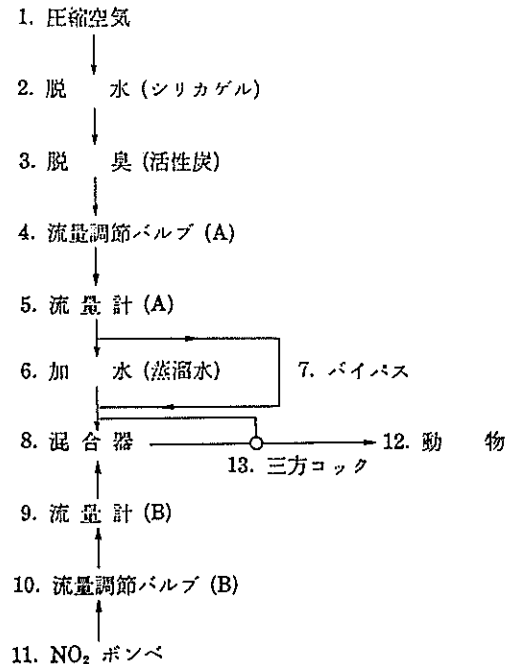 1. 圧縮空気
2. 脱 水 (シリカゲル)
3. 脱 臭 (活性炭)
4. 流量調節バルブ (A)
5. 流 量 計 (A)
6. 加 水 (蒸溜水)
7. バイパス
8. 混 合 器
12. 動 物
13. 三方コック
9. 流 量 計 (B)
10. 流量調節バルブ (B)
11. NO₂ ボンベ